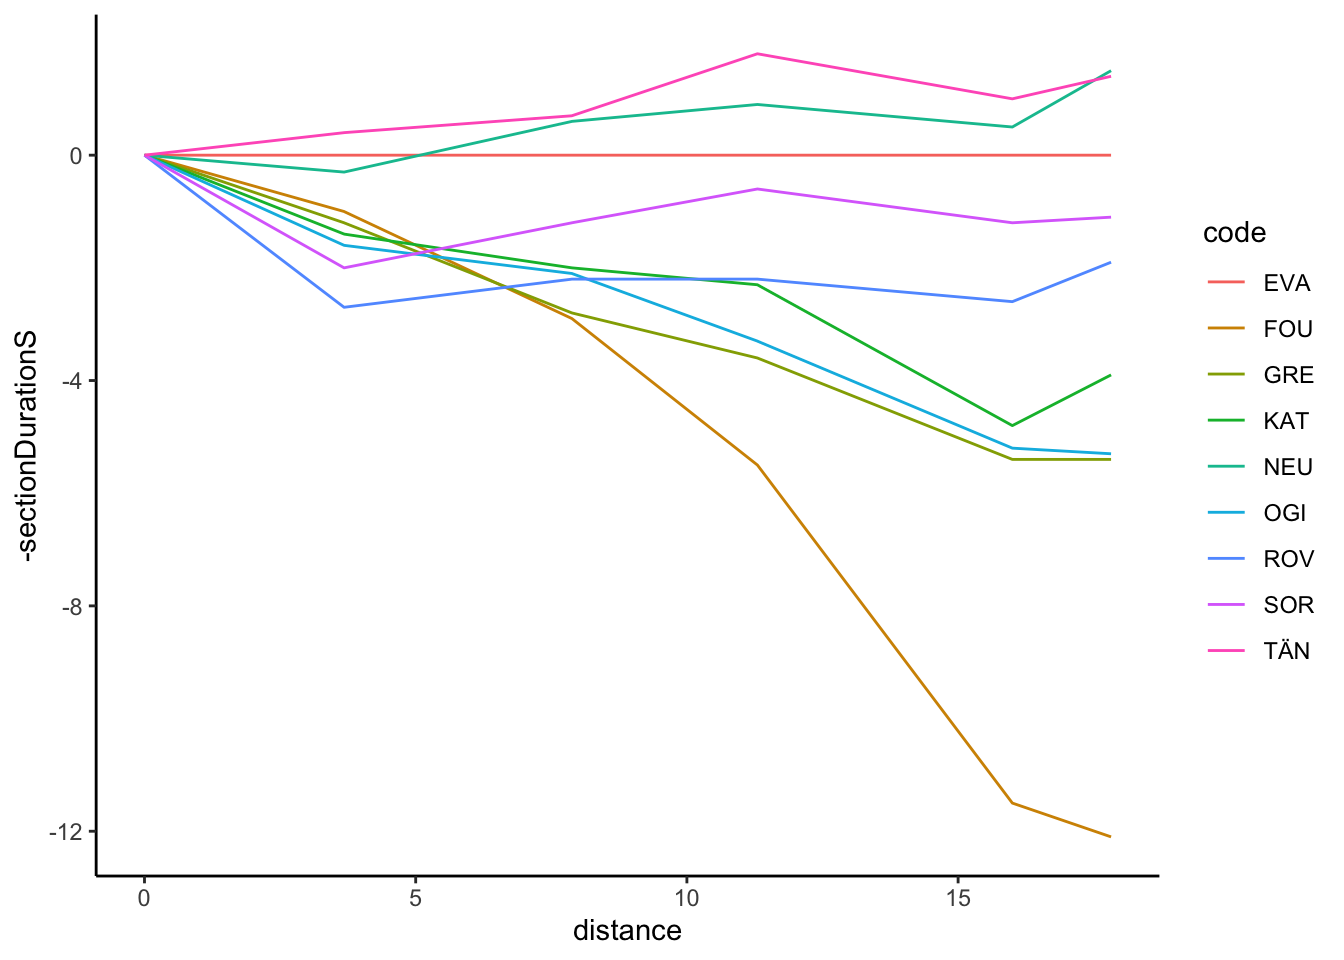 0
-4
-8
-12
-sectionDurationS
0 5 10 15
distance
code
EVA
FOU
GRE
KAT
NEU
OGI
ROV
SOR
TÄN